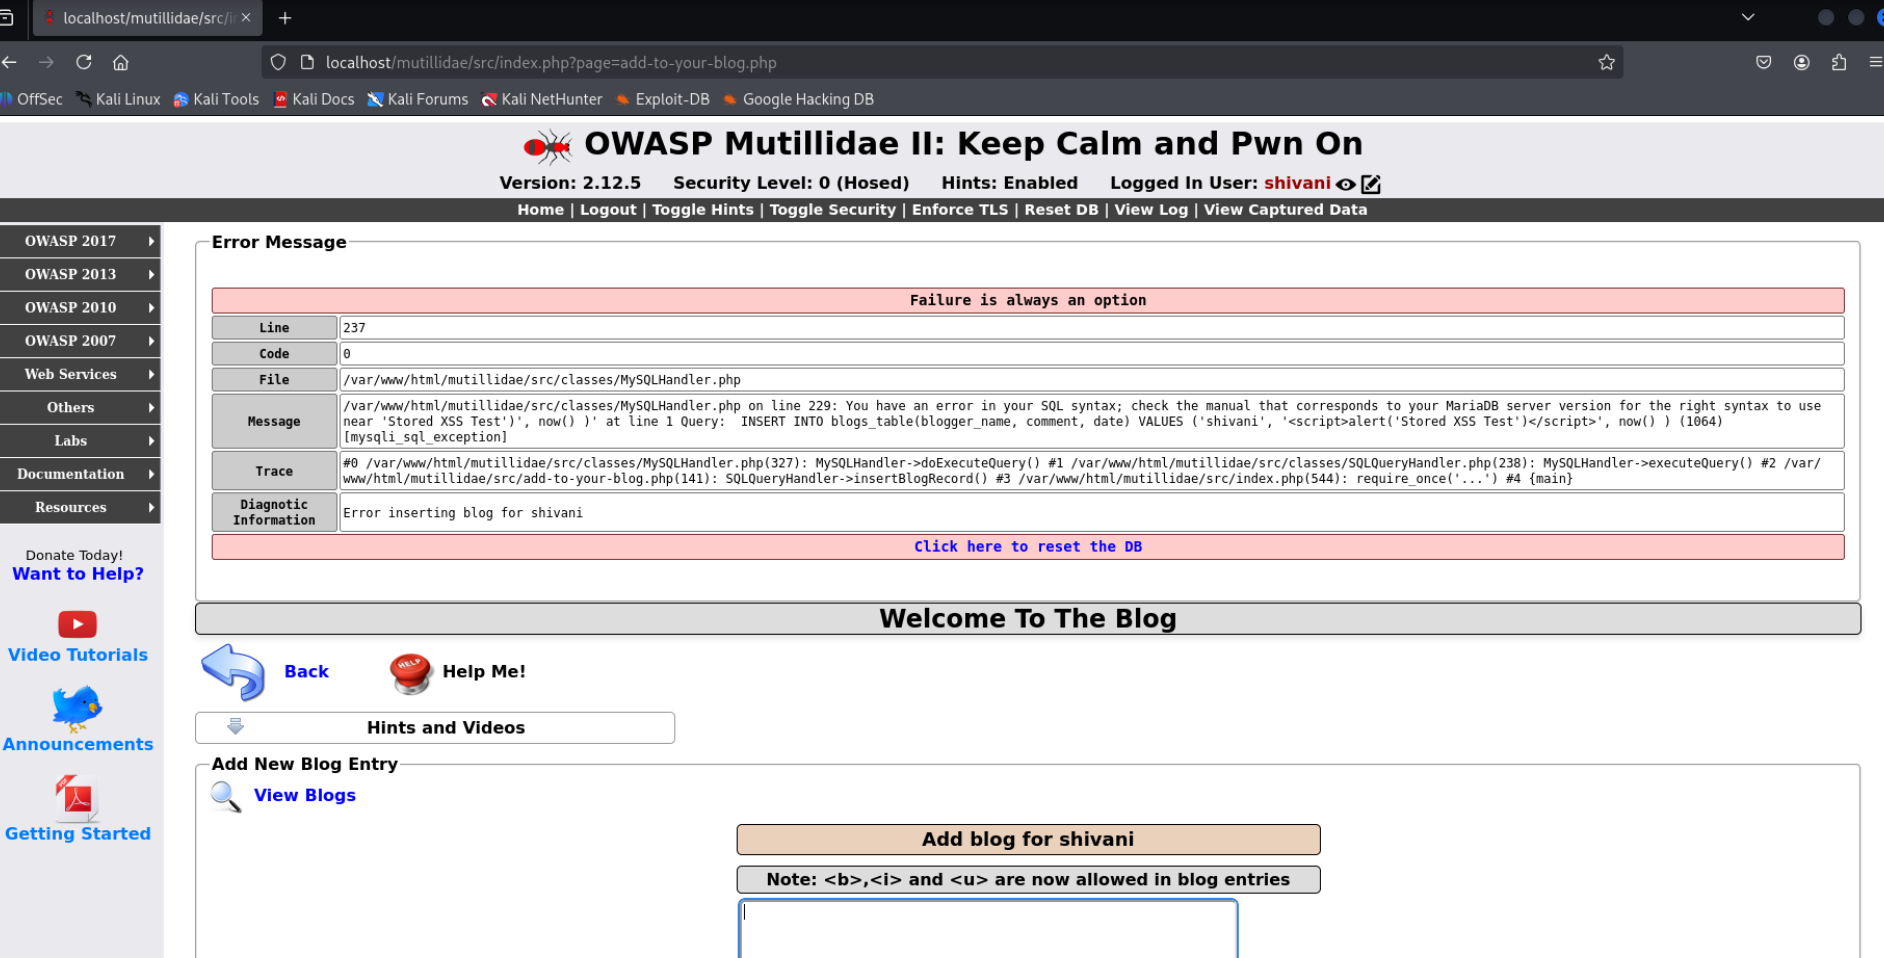 localhost/mutillidae/src/i
localhost/mutillidae/src/index.php?page=add-to-your-blog.php
OffSec Kali Linux Kali Tools Kali Docs Kali Forums Kali NetHunter Exploit-DB Google Hacking DB
OWASP Mutillidae II: Keep Calm and Pwn On
Version: 2.12.5 Security Level: 0 (Hosed) Hints: Enabled Logged In User: shivani
Home | Logout | Toggle Hints | Toggle Security | Enforce TLS | Reset DB | View Log | View Captured Data
OWASP 2017
OWASP 2013
OWASP 2010
OWASP 2007
Web Services
Others
Labs
Documentation
Resources
Donate Today!
Want to Help?
Video Tutorials
Announcements
Getting Started
Error Message
Failure is always an option
Line 237
Code 0
File /var/www/html/mutillidae/src/classes/MySQLHandler.php
Message /var/www/html/mutillidae/src/classes/MySQLHandler.php on line 229: You have an error in your SQL syntax; check the manual that corresponds to your MariaDB server version for the right syntax to use
near 'Stored XSS Test')', now() )' at line 1 Query: INSERT INTO blogs_table(blogger_name, comment, date) VALUES ('shivani', '<script>alert('Stored XSS Test')</script>', now() ) (1064)
[mysqli_sql_exception]
Trace #0 /var/www/html/mutillidae/src/classes/MySQLHandler.php(327): MySQLHandler->doExecuteQuery() #1 /var/www/html/mutillidae/src/classes/SQLQueryHandler.php(238): MySQLHandler->executeQuery() #2 /var/
www/html/mutillidae/src/add-to-your-blog.php(141): SQLQueryHandler->insertBlogRecord() #3 /var/www/html/mutillidae/src/index.php(544): require_once('...') #4 {main}
Diagnostic
Information
Error inserting blog for shivani
Click here to reset the DB
Welcome To The Blog
Back
HELP
Help Me!
Hints and Videos
Add New Blog Entry
View Blogs
Add blog for shivani
Note: <b>,<i> and <u> are now allowed in blog entries